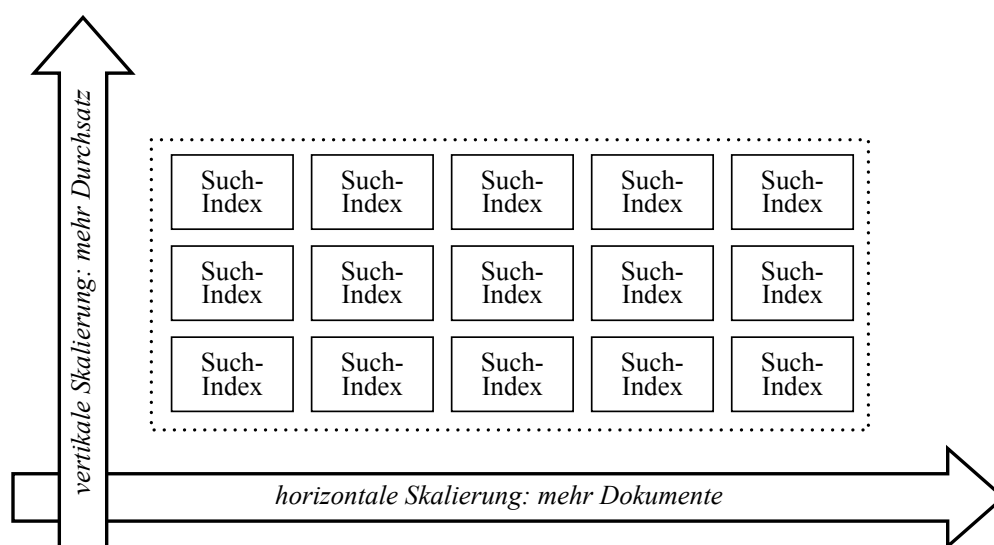 vertikale Skalierung: mehr Durchsatz
Such-
Index
Such-
Index
Such-
Index
Such-
Index
Such-
Index
Such-
Index
Such-
Index
Such-
Index
Such-
Index
Such-
Index
Such-
Index
Such-
Index
Such-
Index
Such-
Index
Such-
Index
horizontale Skalierung: mehr Dokumente